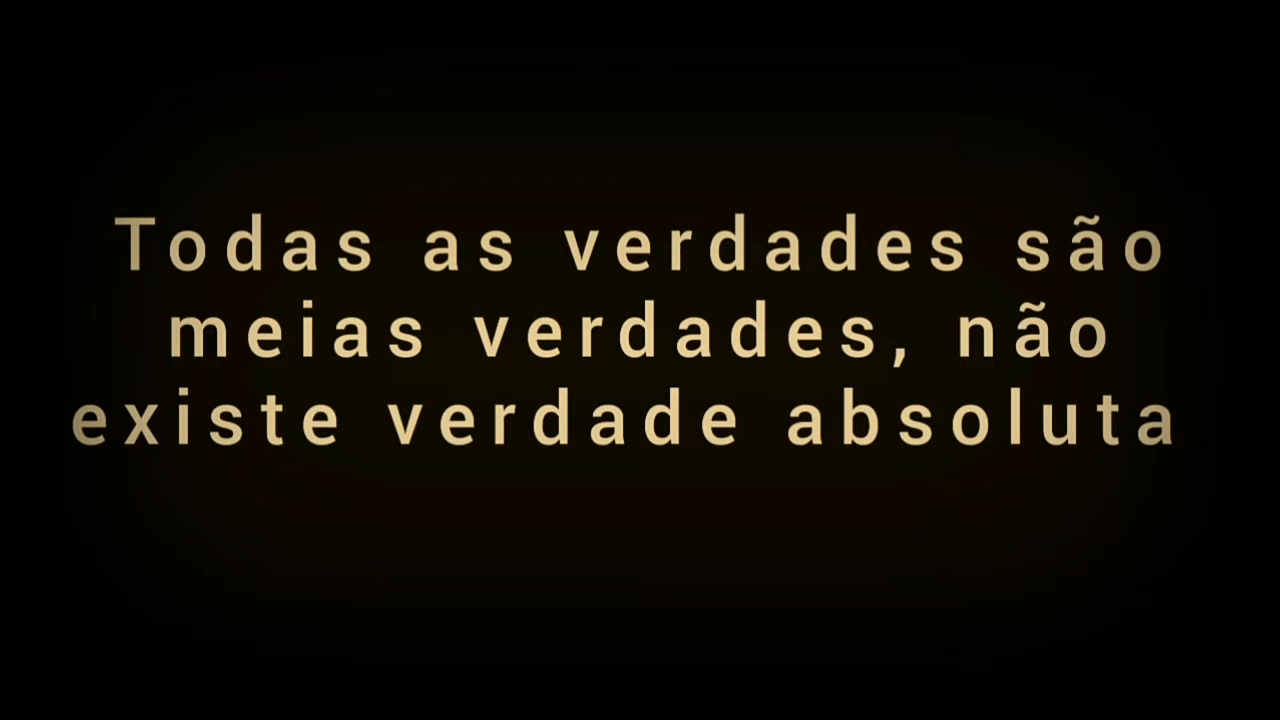 Todas as verdades são
meias verdades, não
existe verdade absoluta